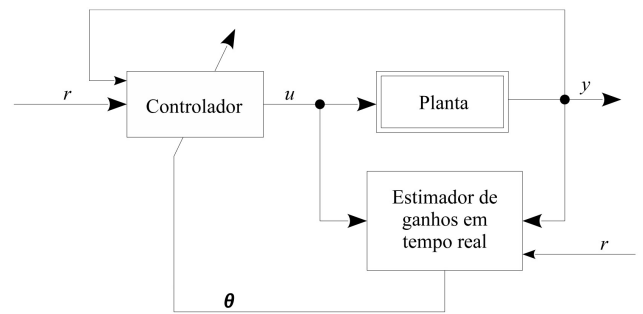 r
Controlador
u
Planta
y
Estimador de
ganhos em
tempo real
r
θ